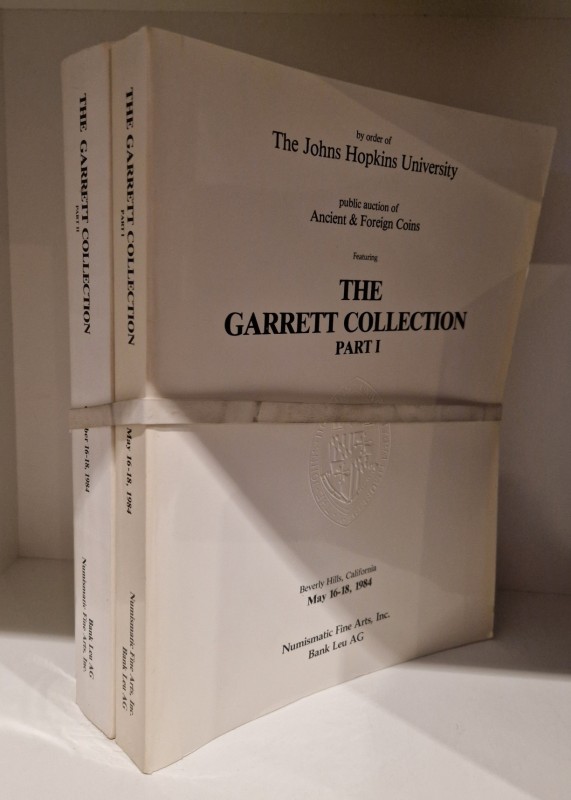 THE GARRETT COLLECTION
PART II
16-18, 1984
Numismatic Fine Arts, Inc.
Bank Leu AG
THE GARRETT COLLECTION
PART I
May 16-18, 1984
Numismatic Fine Arts, Inc.
Bank Leu AG
by order of
The Johns Hopkins University
public auction of
Ancient & Foreign Coins
Featuring
THE
GARRETT COLLECTION
PART I
Beverly Hills, California
May 16-18, 1984
Numismatic Fine Arts, Inc.
Bank Leu AG